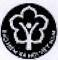 BẢO HIỂM XÃ HỘI VIỆT NAM